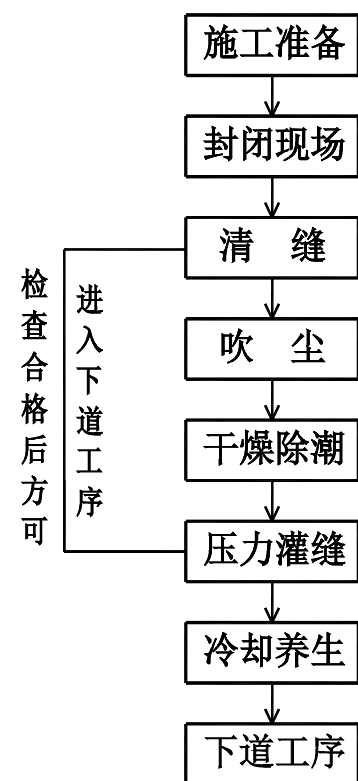 施工准备
封闭现场
清 缝
吹 尘
干燥除潮
压力灌缝
冷却养生
下道工序
检查合格后方可
进入下道工序